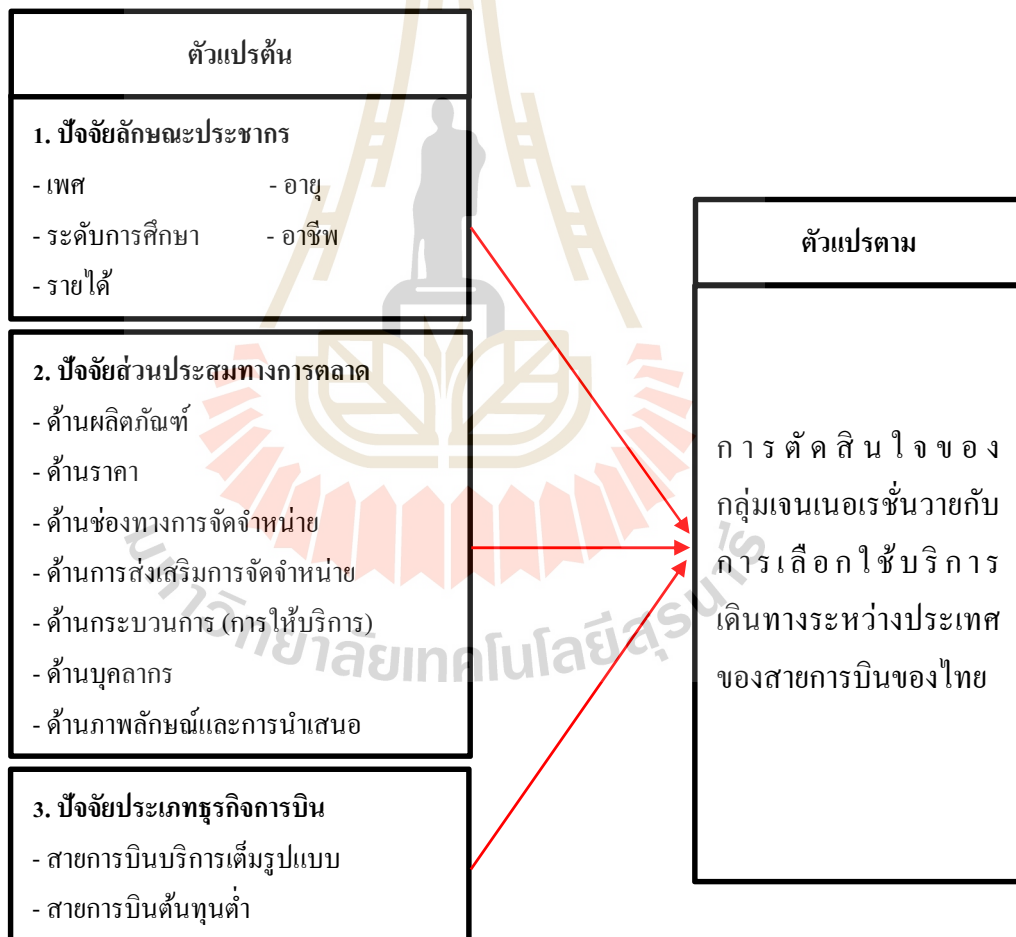 ตัวแปรต้น
1. ปัจจัยลักษณะประชากร
- เพศ - อายุ
- ระดับการศึกษา - อาชีพ
- รายได้
2. ปัจจัยส่วนประสมทางการตลาด
- ด้านผลิตภัณฑ์
- ด้านราคา
- ด้านช่องทางการจัดจำหน่าย
- ด้านการส่งเสริมการจัดจำหน่าย
- ด้านกระบวนการ (การให้บริการ)
- ด้านบุคลากร
- ด้านภาพลักษณ์และการนำเสนอ
3. ปัจจัยประเภทธุรกิจการบิน
- สายการบินบริการเต็มรูปแบบ
- สายการบินต้นทุนต่ำ
ตัวแปรตาม
การตัดสินใจของ
กลุ่มเจนเนอเรชั่นวายกับ
การเลือกใช้บริการ
เดินทางระหว่างประเทศ
ของสายการบินของไทย
มหาวิทยาลัยเทคโนโลยีสุรนารี